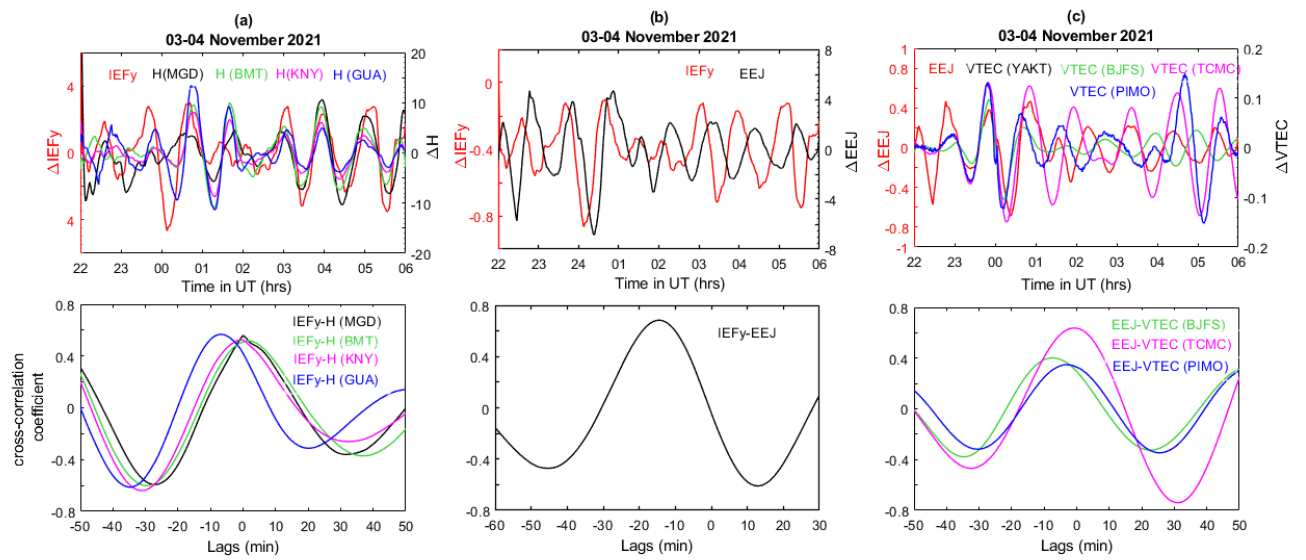 (a)
03-04 November 2021
IEFy H(MGD) H (BMT) H(KNY) H (GUA)
4
0
4
ΔIEFy
20
10
0
-10
-20
ΔH
22 23 00 01 02 03 04 05 06
Time in UT (hrs)
(b)
03-04 November 2021
IEFy EEJ
0
-0.4
-0.8
ΔIEFy
8
4
0
-4
-8
ΔEEJ
22 23 24 01 02 03 04 05 06
Time in UT (hrs)
(c)
03-04 November 2021
EEJ VTEC (YAKT) VTEC (BJFS) VTEC (TCMC)
VTEC (PIMO)
1
0.8
0.4
0
-0.4
-0.8
-1
ΔEEJ
0.2
0.1
0
-0.1
-0.2
ΔVTEC
22 23 00 01 02 03 04 05 06
Time in UT (hrs)
cross-correlation
coefficient
0.8
0.4
0
-0.4
-0.8
IEFy-H (MGD)
IEFy-H (BMT)
IEFy-H (KNY)
IEFy-H (GUA)
-50 -40 -30 -20 -10 0 10 20 30 40 50
Lags (min)
0.8
0.4
0
-0.4
-0.8
IEFy-EEJ
-60 -50 -40 -30 -20 -10 0 10 20 30
Lags (min)
0.8
0.4
0
-0.4
-0.8
EEJ-VTEC (BJFS)
EEJ-VTEC (TCMC)
EEJ-VTEC (PIMO)
-50 -40 -30 -20 -10 0 10 20 30 40 50
Lags (min)